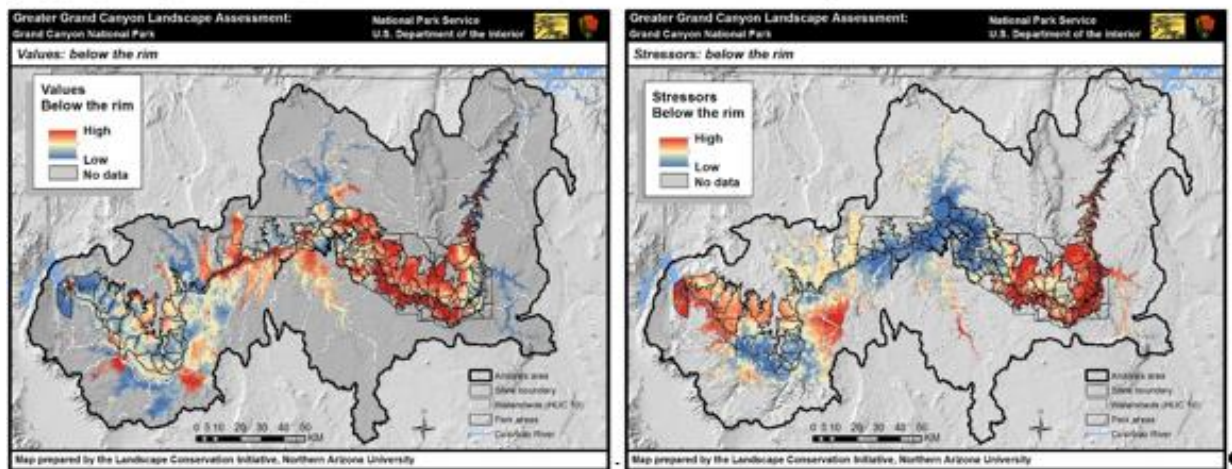 Greater Grand Canyon Landscape Assessment:
Grand Canyon National Park
National Park Service
U.S. Department of the Interior
Values: below the rim
Values
Below the rim
High
Low
No data
Analysis area
State boundary
Watersheds (HUC 10)
Park areas
Colorado River
0 5 10 20 30 40 50
KM
Map prepared by the Landscape Conservation Initiative, Northern Arizona University
Greater Grand Canyon Landscape Assessment:
Grand Canyon National Park
National Park Service
U.S. Department of the Interior
Stressors: below the rim
Stressors
Below the rim
High
Low
No data
Analysis area
State boundary
Watersheds (HUC 10)
Park areas
Colorado River
0 5 10 20 30 40 50
KM
Map prepared by the Landscape Conservation Initiative, Northern Arizona University